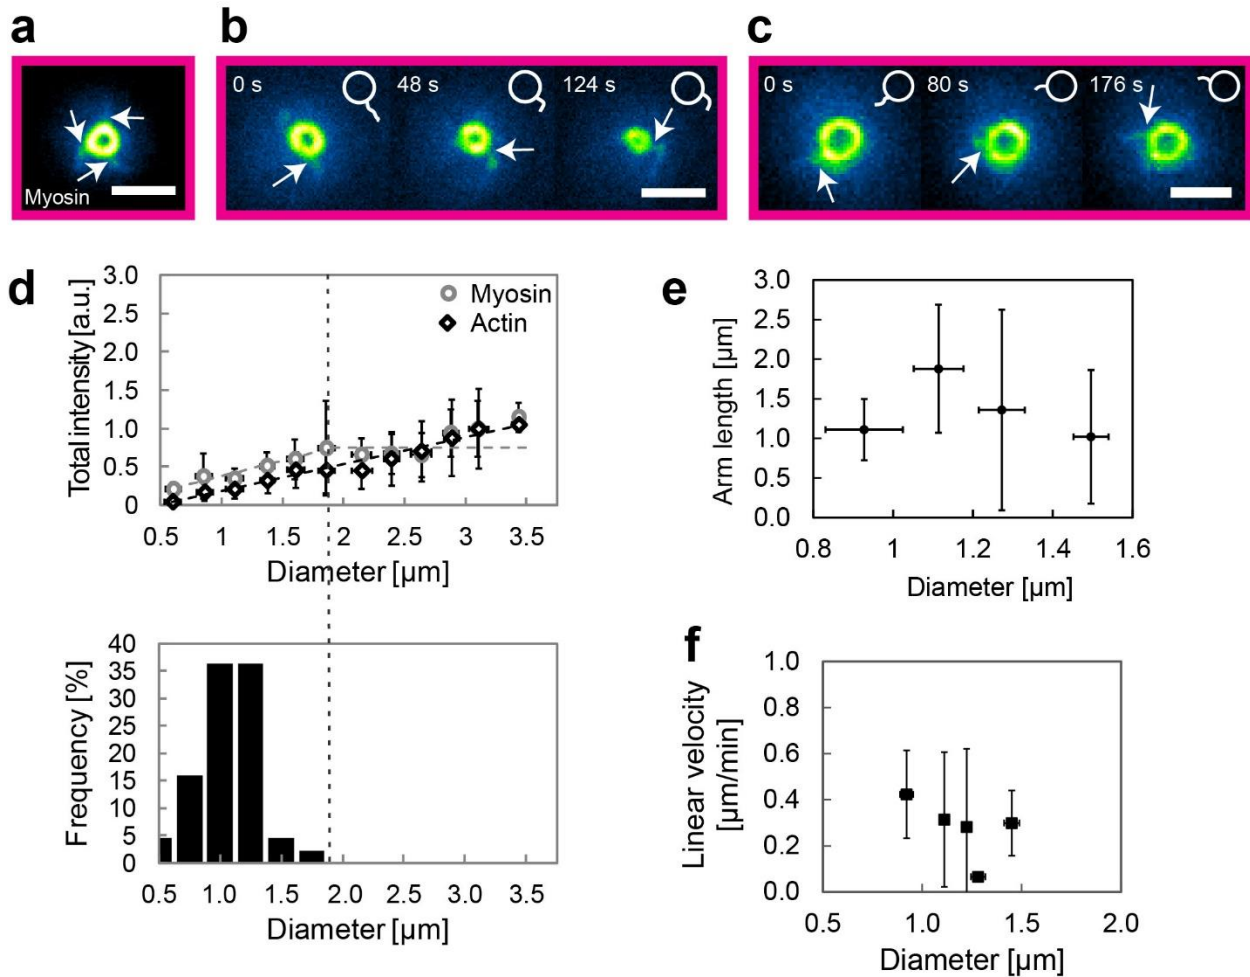 a
Myosin
b
0 s
48 s
124 s
c
0 s
80 s
176 s
d
Total intensity [a.u.]
3.0
2.5
2.0
1.5
1.0
0.5
0
Myosin
Actin
0.5 1 1.5 2 2.5 3 3.5
Diameter [µm]
Frequency [%]
40
35
30
25
20
15
10
5
0
0.5 1.0 1.5 2.0 2.5 3.0 3.5
Diameter [µm]
e
Arm length [µm]
3.0
2.5
2.0
1.5
1.0
0.5
0.0
0.8 1 1.2 1.4 1.6
Diameter [µm]
f
Linear velocity
[µm/min]
1.0
0.8
0.6
0.4
0.2
0.0
0.5 1.0 1.5 2.0
Diameter [µm]